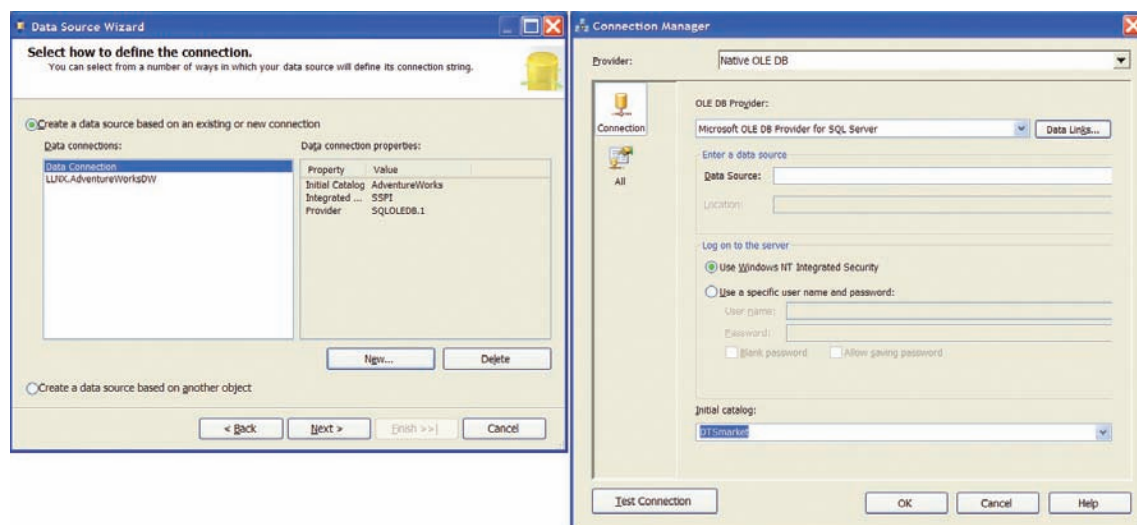 Data Source Wizard
Select how to define the connection.
You can select from a number of ways in which your data source will define its connection string.
Create a data source based on an existing or new connection
Data connections:
Data Connection
LLNX.AdventureWorksDW
Data connection properties:
Property Value
Initial Catalog AdventureWorks
Integrated ... SSPI
Provider SQLOLEDB.1
New...
Delete
Create a data source based on another object
< Back
Next >
Finish >>|
Cancel
Connection Manager
Provider:
Native OLE DB
Connection
All
OLE DB Provider:
Microsoft OLE DB Provider for SQL Server
Data Links...
Enter a data source
Data Source:
Location:
Log on to the server
Use Windows NT Integrated Security
Use a specific user name and password:
User name:
Password:
Blank password
Allow saving password
Initial catalog:
DTSmarket
Test Connection
OK
Cancel
Help